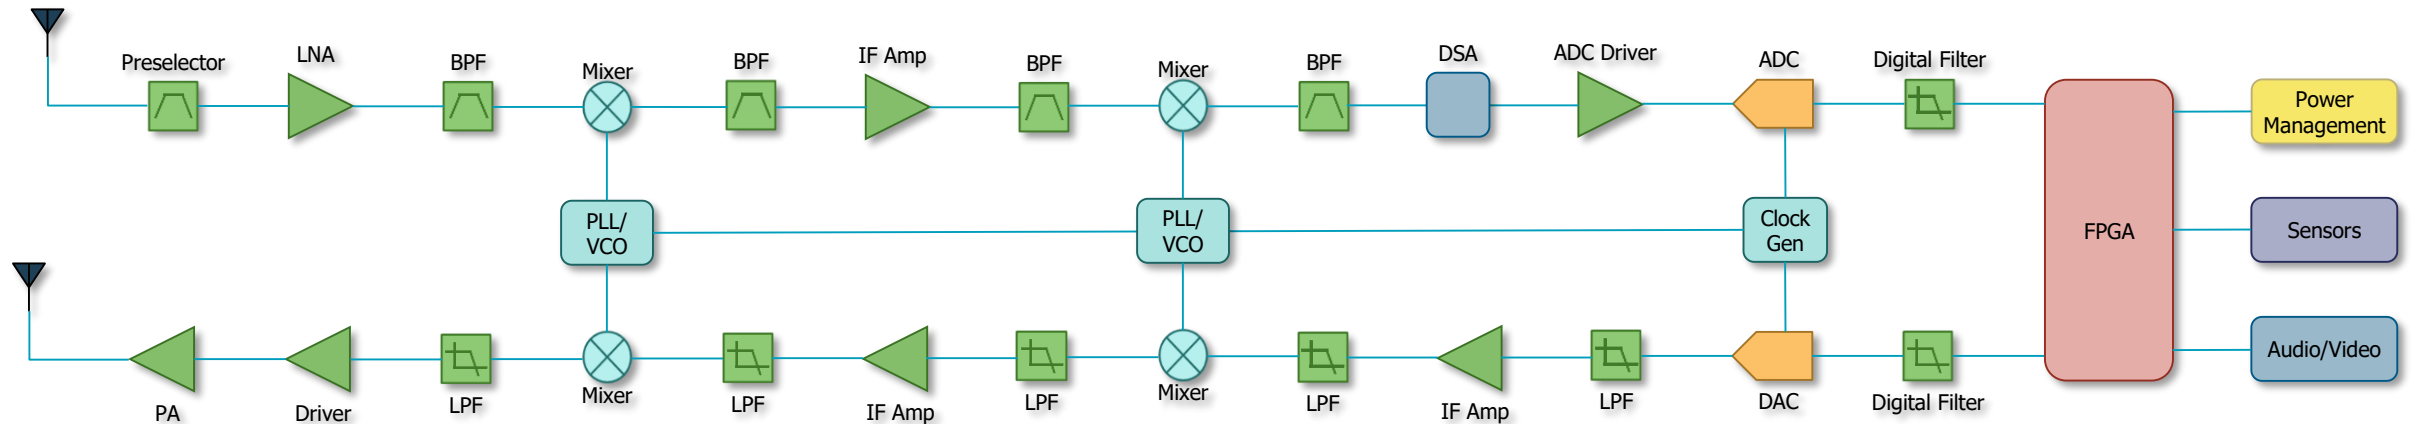 Preselector
LNA
BPF
Mixer
BPF
IF Amp
BPF
Mixer
BPF
DSA
ADC Driver
ADC
Digital Filter
Power
Management
PLL/
VCO
PLL/
VCO
Clock
Gen
FPGA
Sensors
Audio/Video
PA
Driver
LPF
Mixer
LPF
IF Amp
LPF
Mixer
LPF
IF Amp
LPF
DAC
Digital Filter